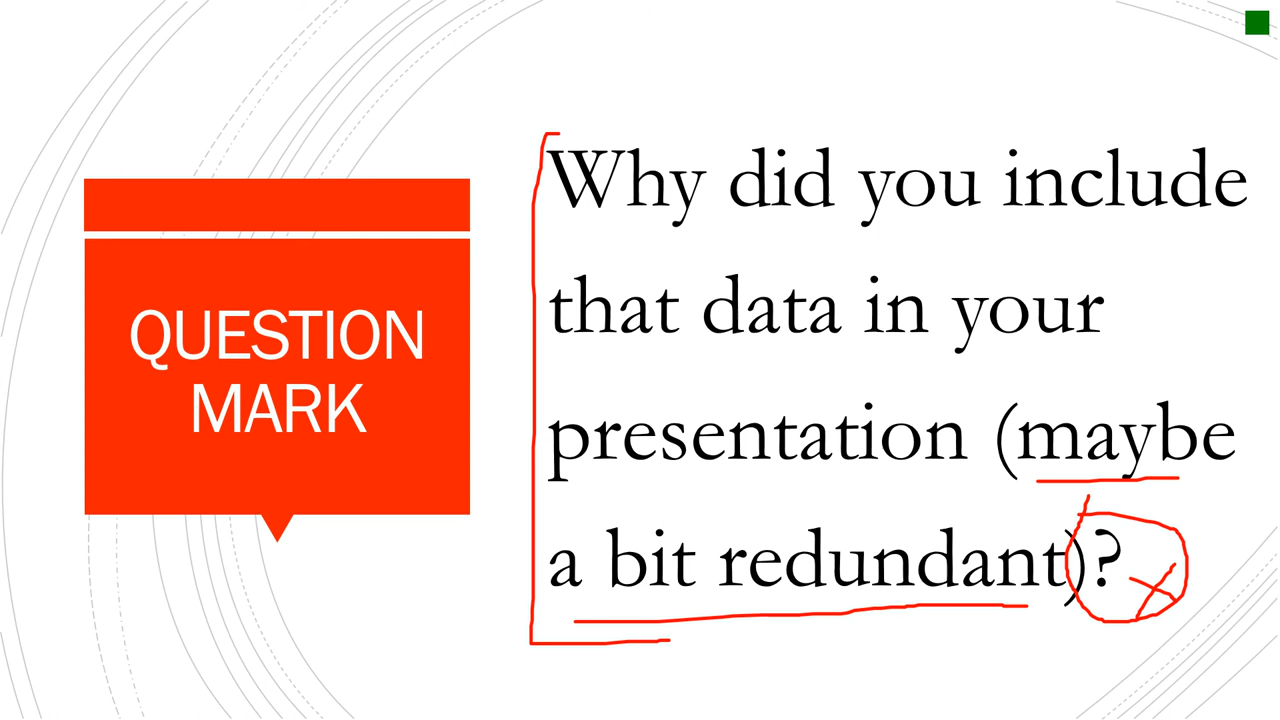 QUESTION
MARK
Why did you include
that data in your
presentation (maybe
a bit redundant)?